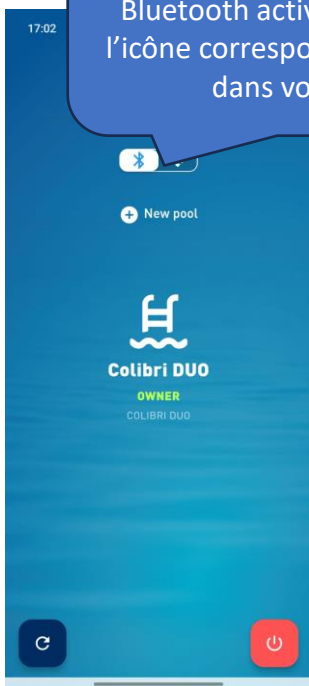 17:02
Bluetooth activ
l'icône correspo
dans vo
New pool
Colibri DUO
OWNER
COLIBRI DUO